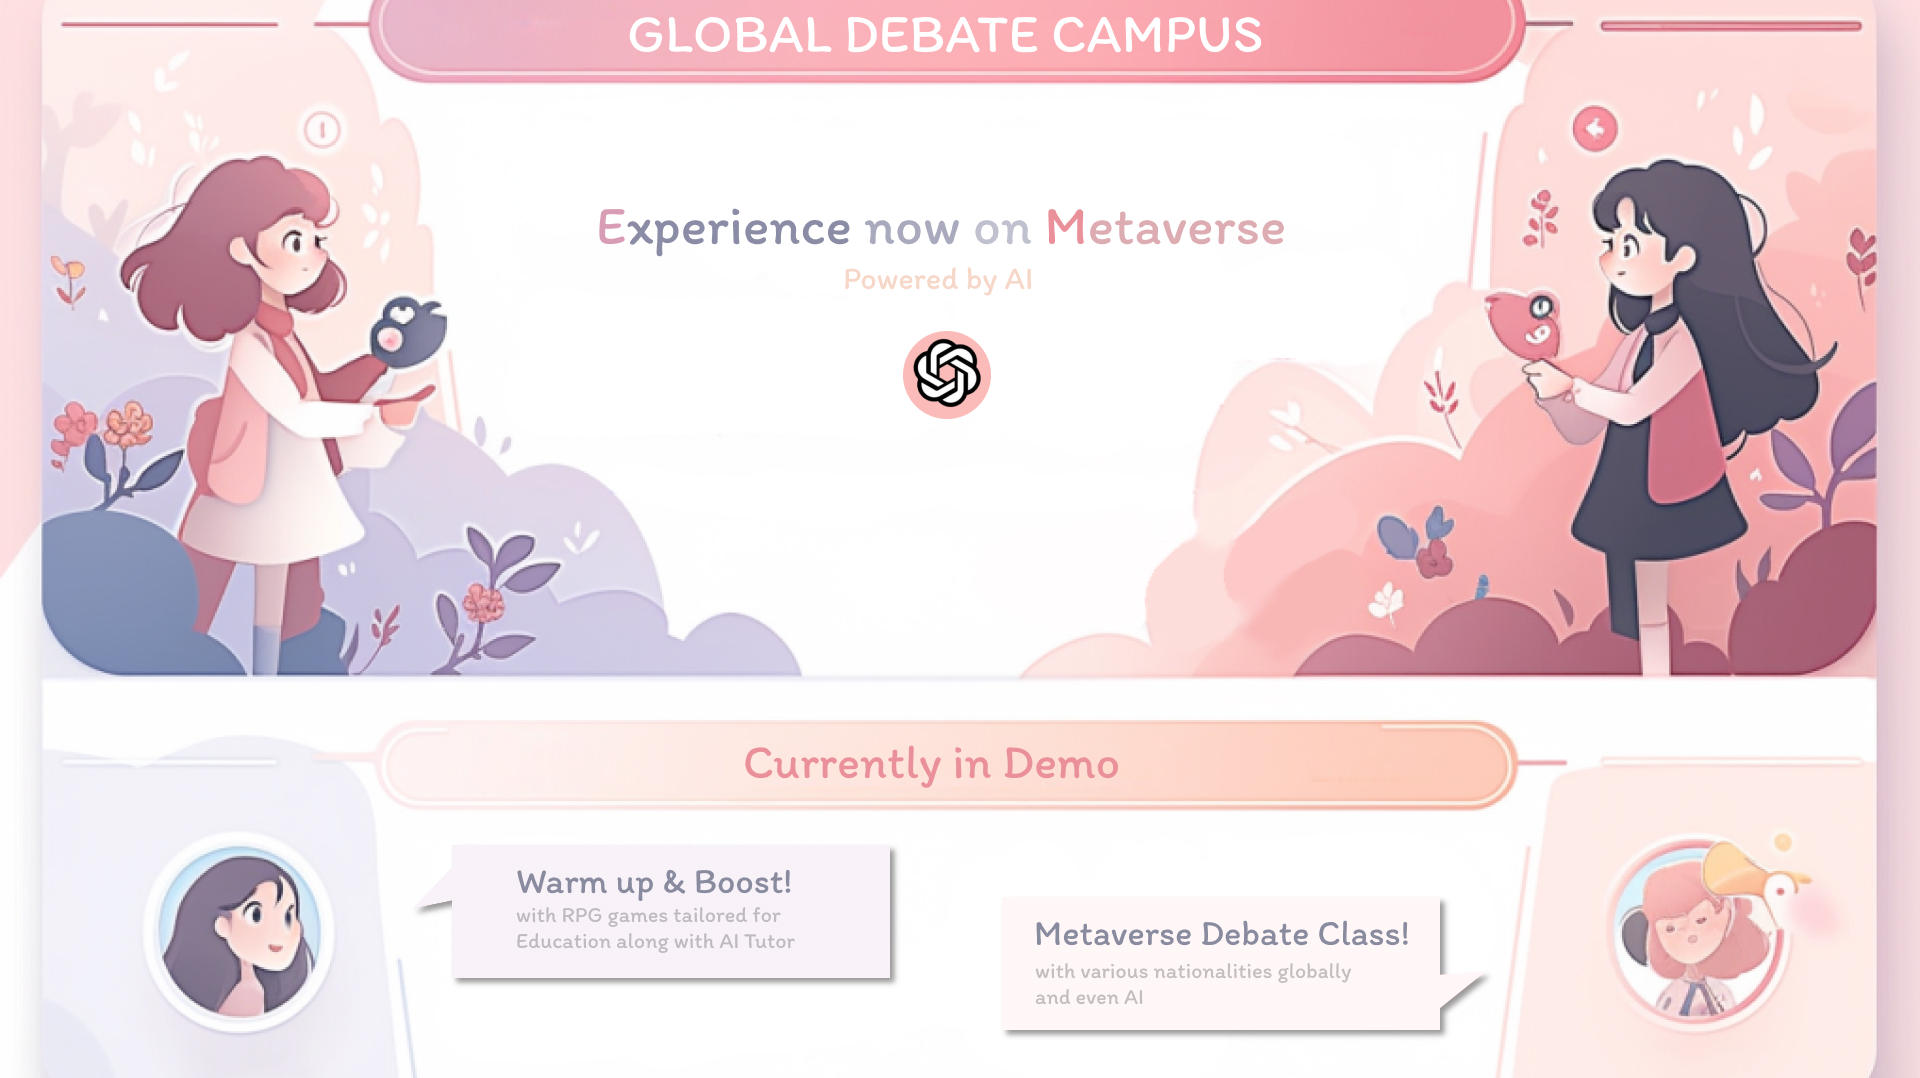 GLOBAL DEBATE CAMPUS
Experience now on Metaverse
Powered by AI
Currently in Demo
Warm up & Boost!
with RPG games tailored for
Education along with AI Tutor
Metaverse Debate Class!
with various nationalities globally
and even AI